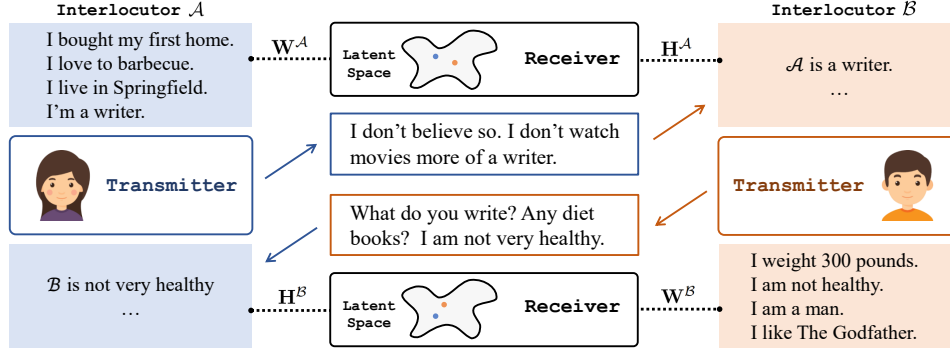 Interlocutor 𝒜
Interlocutor ℬ
I bought my first home.
I love to barbecue.
I live in Springfield.
I'm a writer.
W^𝒜
Latent
Space
Receiver
H^𝒜
𝒜 is a writer.
...
Transmitter
I don't believe so. I don't watch
movies more of a writer.
What do you write? Any diet
books? I am not very healthy.
Transmitter
ℬ is not very healthy
...
H^ℬ
Latent
Space
Receiver
W^ℬ
I weight 300 pounds.
I am not healthy.
I am a man.
I like The Godfather.